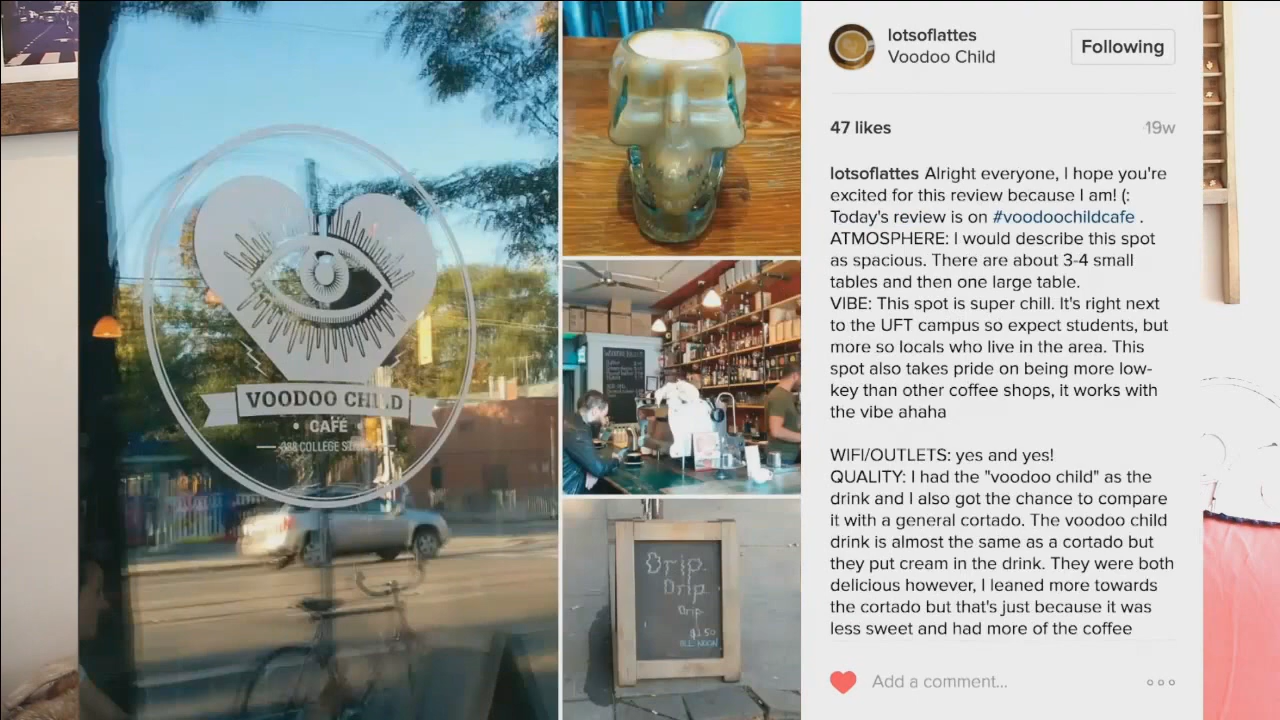 VOODOO CHILD
• CAFÉ •
388 COLLEGE STREET
Drip
Drip
Drip
lotsoflattes
Voodoo Child
Following
47 likes
19w
lotsoflattes Alright everyone, I hope you're
excited for this review because I am! (:
Today's review is on #voodoochildcafe .
ATMOSPHERE: I would describe this spot
as spacious. There are about 3-4 small
tables and then one large table.
VIBE: This spot is super chill. It's right next
to the UFT campus so expect students, but
more so locals who live in the area. This
spot also takes pride on being more low-
key than other coffee shops, it works with
the vibe ahaha
WIFI/OUTLETS: yes and yes!
QUALITY: I had the "voodoo child" as the
drink and I also got the chance to compare
it with a general cortado. The voodoo child
drink is almost the same as a cortado but
they put cream in the drink. They were both
delicious however, I leaned more towards
the cortado but that's just because it was
less sweet and had more of the coffee
Add a comment...